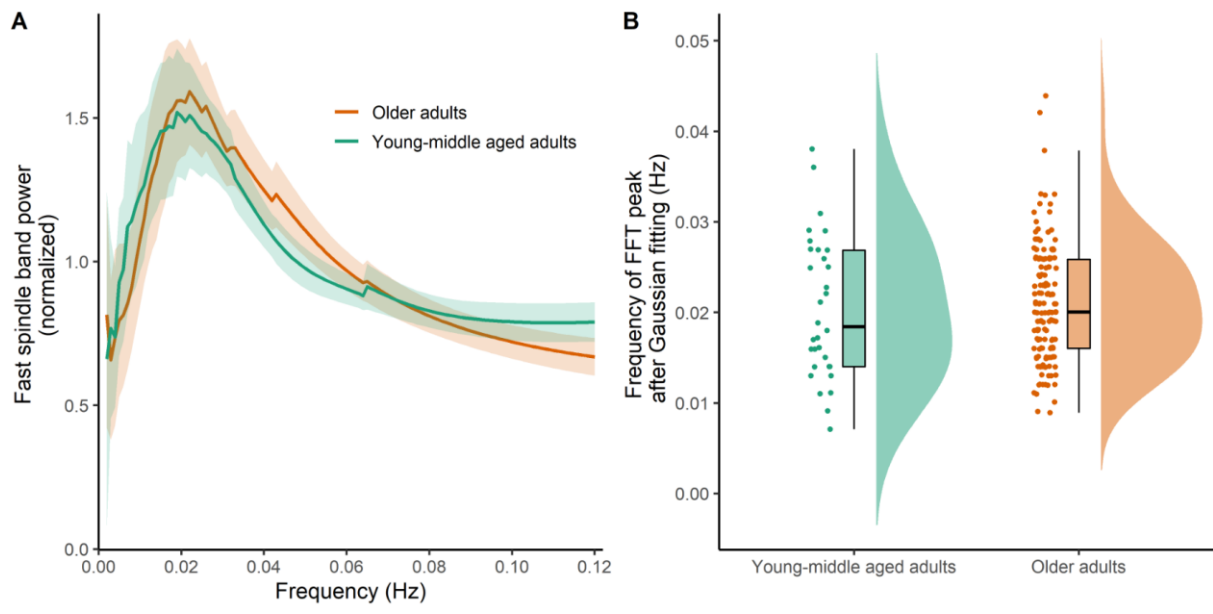 A
Fast spindle band power
(normalized)
1.5
1.0
0.5
0.0
Older adults
Young-middle aged adults
0.00
0.02
0.04
0.06
0.08
0.10
0.12
Frequency (Hz)
B
Frequency of FFT peak
after Gaussian fitting (Hz)
0.05
0.04
0.03
0.02
0.01
0.00
Young-middle aged adults
Older adults